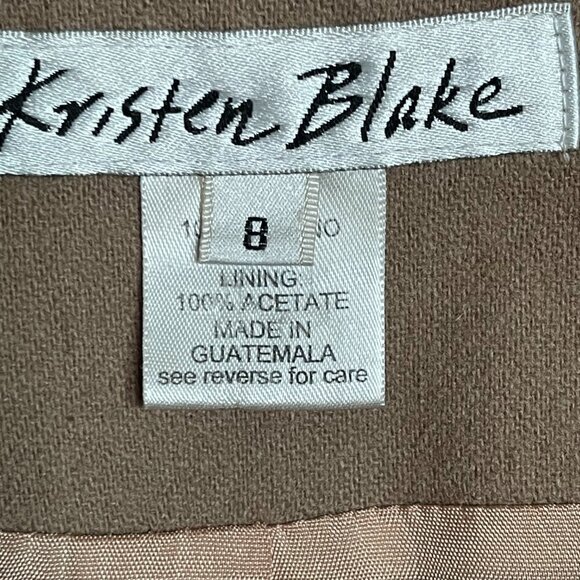 Kristen Blake
8
LINING:
100% ACETATE
MADE IN
GUATEMALA
see reverse for care